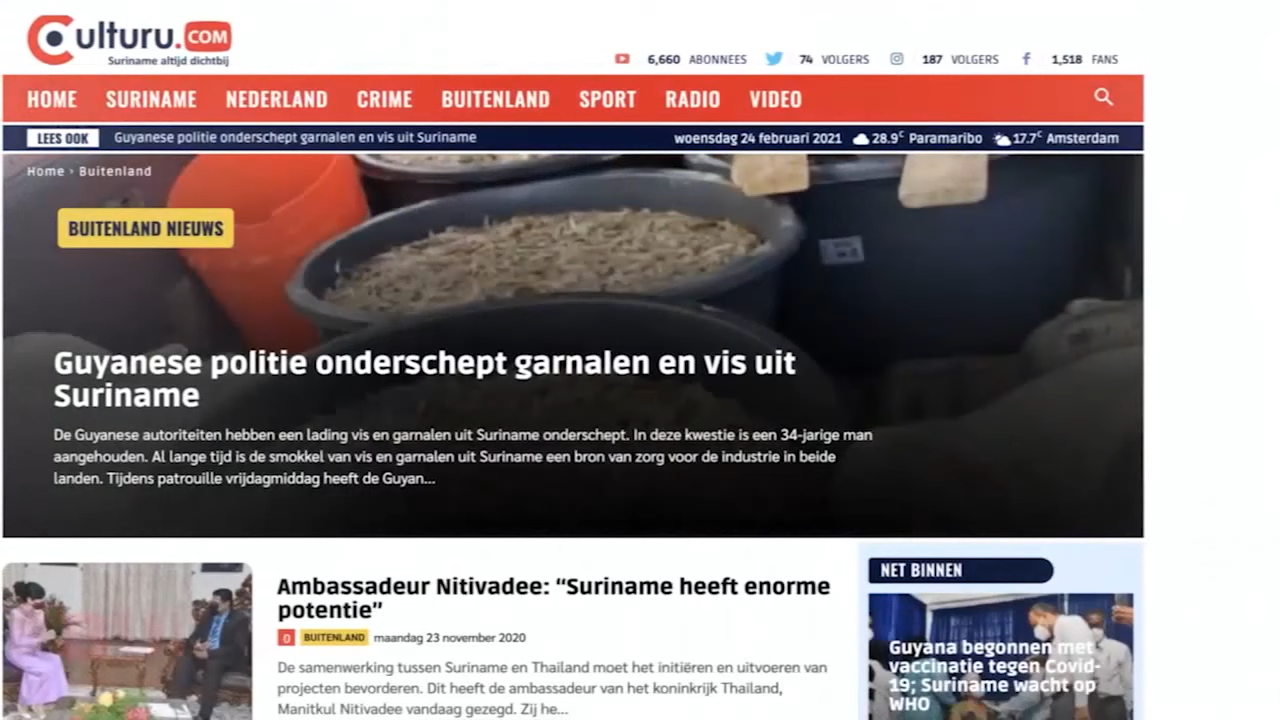 Culturu.COM
Suriname altijd dichtbij
6,660 ABONNEES 74 VOLGERS 187 VOLGERS 1,518 FANS
HOME SURINAME NEDERLAND CRIME BUITENLAND SPORT RADIO VIDEO
LEES OOK Guyanese politie onderschept garnalen en vis uit Suriname woensdag 24 februari 2021 28.9C Paramaribo 17.7C Amsterdam
Home › Buitenland
BUITENLAND NIEUWS
Guyanese politie onderschept garnalen en vis uit
Suriname
De Guyanese autoriteiten hebben een lading vis en garnalen uit Suriname onderschept. In deze kwestie is een 34-jarige man
aangehouden. Al lange tijd is de smokkel van vis en garnalen uit Suriname een bron van zorg voor de industrie in beide
landen. Tijdens patrouille vrijdagmiddag heeft de Guyan...
Ambassadeur Nitivadee: “Suriname heeft enorme
potentie”
0 BUITENLAND maandag 23 november 2020
De samenwerking tussen Suriname en Thailand moet het initiëren en uitvoeren van
projecten bevorderen. Dit heeft de ambassadeur van het koninkrijk Thailand,
Manitkul Nitivadee vandaag gezegd. Zij he...
NET BINNEN
Guyana begonnen met
vaccinatie tegen Covid-
19; Suriname wacht op
WHO